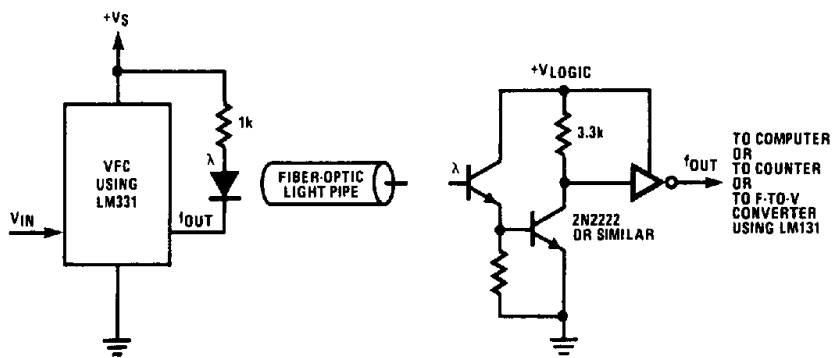 +VS
1k
λ
VFC
USING
LM331
VIN
fOUT
FIBER-OPTIC
LIGHT PIPE
+VLOGIC
λ
3.3k
2N2222
OR SIMILAR
fOUT
TO COMPUTER
OR
TO COUNTER
OR
TO F-TO-V
CONVERTER
USING LM131